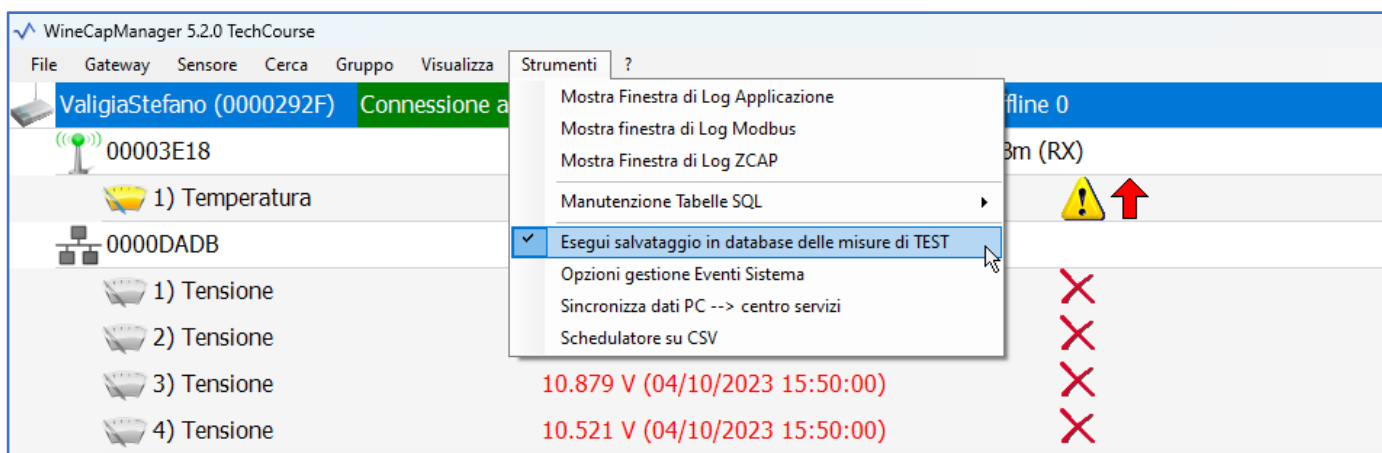 WineCapManager 5.2.0 TechCourse
File Gateway Sensore Cerca Gruppo Visualizza Strumenti ?
ValigiaStefano (0000292F) Connessione a
ffline 0
Mostra Finestra di Log Applicazione
Mostra finestra di Log Modbus
Mostra Finestra di Log ZCAP
Manutenzione Tabelle SQL
Esegui salvataggio in database delle misure di TEST
Opzioni gestione Eventi Sistema
Sincronizza dati PC --> centro servizi
Schedulatore su CSV
00003E18
(RX)
1) Temperatura
0000DADB
1) Tensione
2) Tensione
3) Tensione 10.879 V (04/10/2023 15:50:00)
4) Tensione 10.521 V (04/10/2023 15:50:00)